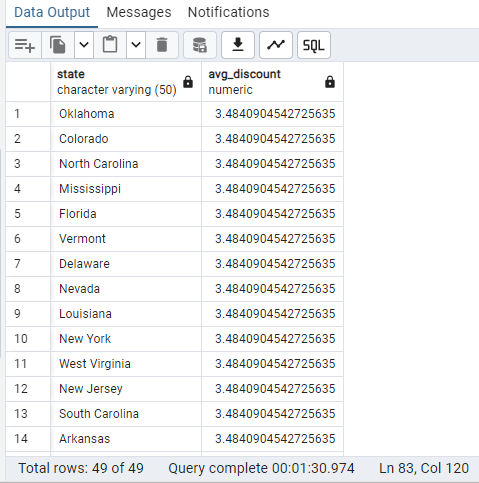 Data Output Messages Notifications
SQL
state avg_discount
character varying (50) numeric
1 Oklahoma 3.4840904542725635
2 Colorado 3.4840904542725635
3 North Carolina 3.4840904542725635
4 Mississippi 3.4840904542725635
5 Florida 3.4840904542725635
6 Vermont 3.4840904542725635
7 Delaware 3.4840904542725635
8 Nevada 3.4840904542725635
9 Louisiana 3.4840904542725635
10 New York 3.4840904542725635
11 West Virginia 3.4840904542725635
12 New Jersey 3.4840904542725635
13 South Carolina 3.4840904542725635
14 Arkansas 3.4840904542725635
Total rows: 49 of 49 Query complete 00:01:30.974 Ln 83, Col 120